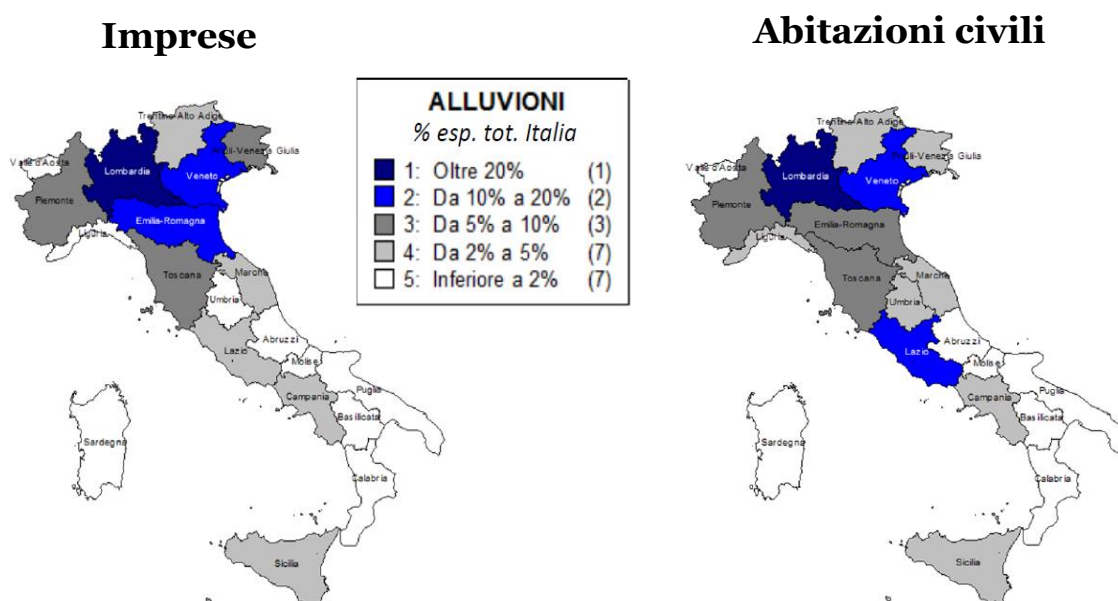 Imprese
Abitazioni civili
ALLUVIONI
% esp. tot. Italia
1: Oltre 20% (1)
2: Da 10% a 20% (2)
3: Da 5% a 10% (3)
4: Da 2% a 5% (7)
5: Inferiore a 2% (7)
Trentino-Alto Adige
Valle d'Aosta
Friuli-Venezia Giulia
Lombardia
Veneto
Piemonte
Emilia-Romagna
Liguria
Toscana
Marche
Umbria
Lazio
Abruzzi
Molise
Campania
Puglia
Basilicata
Sardegna
Calabria
Sicilia
Trentino-Alto Adige
Valle d'Aosta
Friuli-Venezia Giulia
Lombardia
Veneto
Piemonte
Emilia-Romagna
Liguria
Toscana
Marche
Umbria
Lazio
Abruzzi
Molise
Campania
Puglia
Basilicata
Sardegna
Calabria
Sicilia